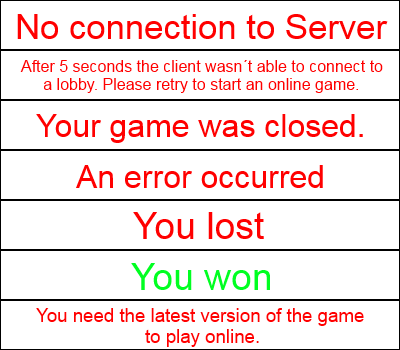 No connection to Server
After 5 seconds the client wasn´t able to connect to
a lobby. Please retry to start an online game.
Your game was closed.
An error occurred
You lost
You won
You need the latest version of the game
to play online.